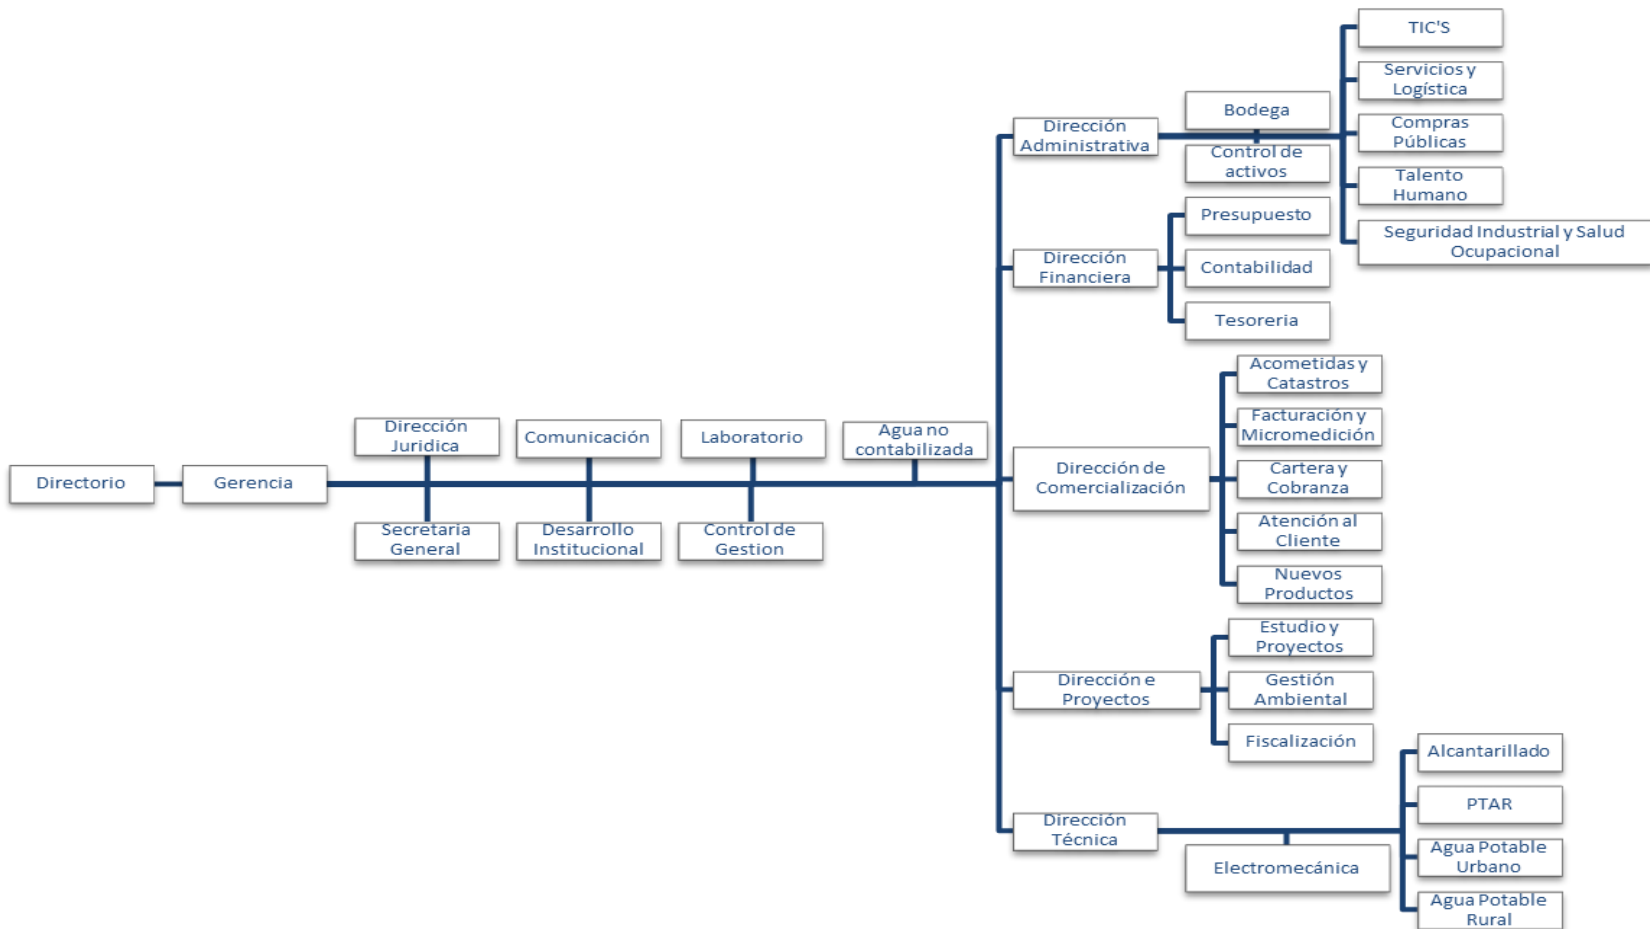 Directorio
Gerencia
Dirección
Juridica
Secretaria
General
Comunicación
Desarrollo
Institucional
Laboratorio
Control de
Gestion
Agua no
contabilizada
Dirección
Administrativa
Bodega
Control de
activos
TIC'S
Servicios y
Logística
Compras
Públicas
Talento
Humano
Seguridad Industrial y Salud
Ocupacional
Dirección
Financiera
Presupuesto
Contabilidad
Tesoreria
Dirección de
Comercialización
Acometidas y
Catastros
Facturación y
Micromedición
Cartera y
Cobranza
Atención al
Cliente
Nuevos
Productos
Dirección e
Proyectos
Estudio y
Proyectos
Gestión
Ambiental
Fiscalización
Dirección
Técnica
Electromecánica
Alcantarillado
PTAR
Agua Potable
Urbano
Agua Potable
Rural